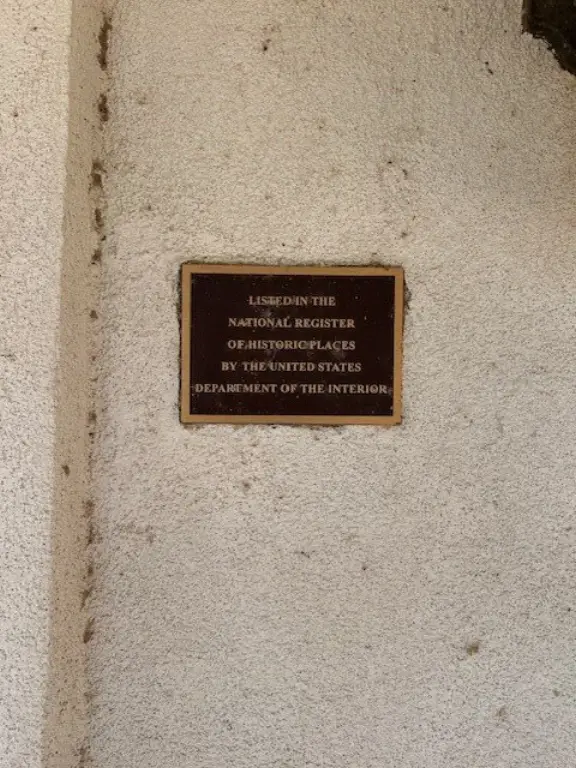 LISTED IN THE
NATIONAL REGISTER
OF HISTORIC PLACES
BY THE UNITED STATES
DEPARTMENT OF THE INTERIOR